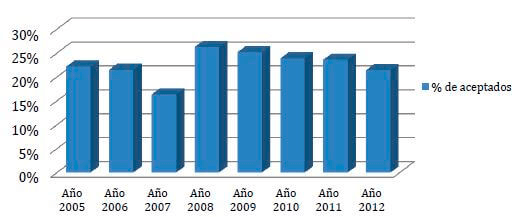 30%
25%
20%
15%
10%
5%
0%
Año 2005
Año 2006
Año 2007
Año 2008
Año 2009
Año 2010
Año 2011
Año 2012
% de aceptados